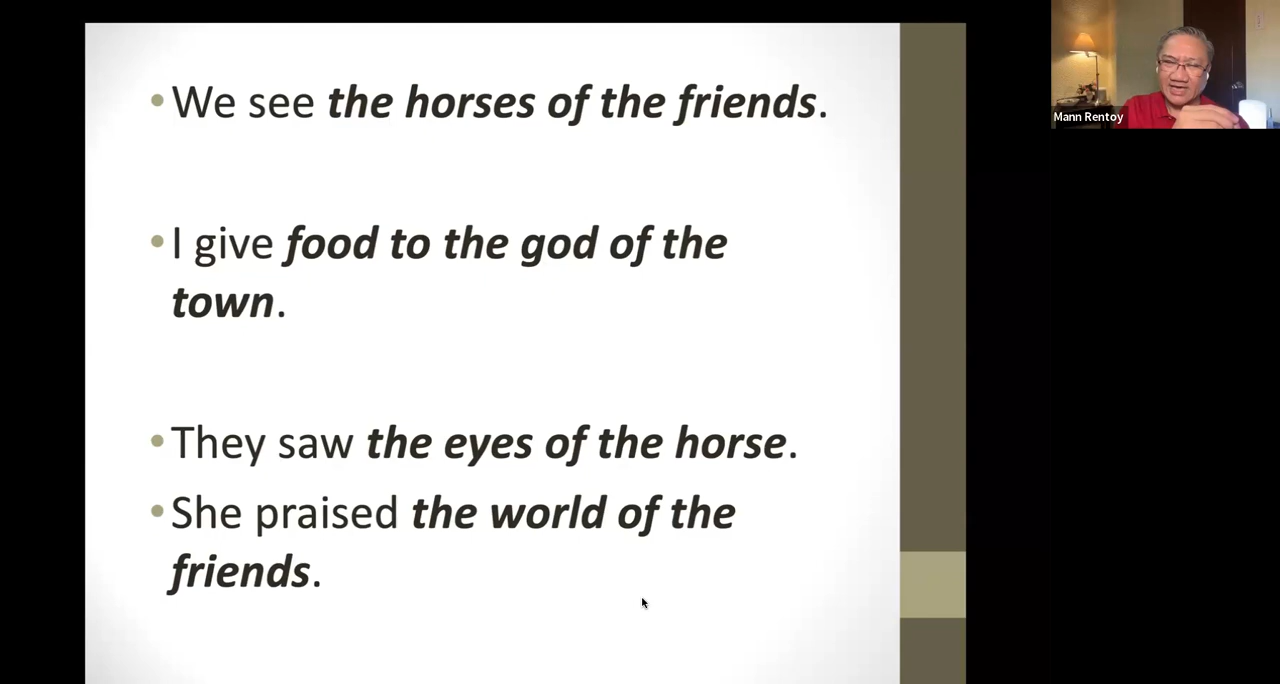 • We see the horses of the friends.
• I give food to the god of the
town.
• They saw the eyes of the horse.
• She praised the world of the
friends.
Mann Rentoy